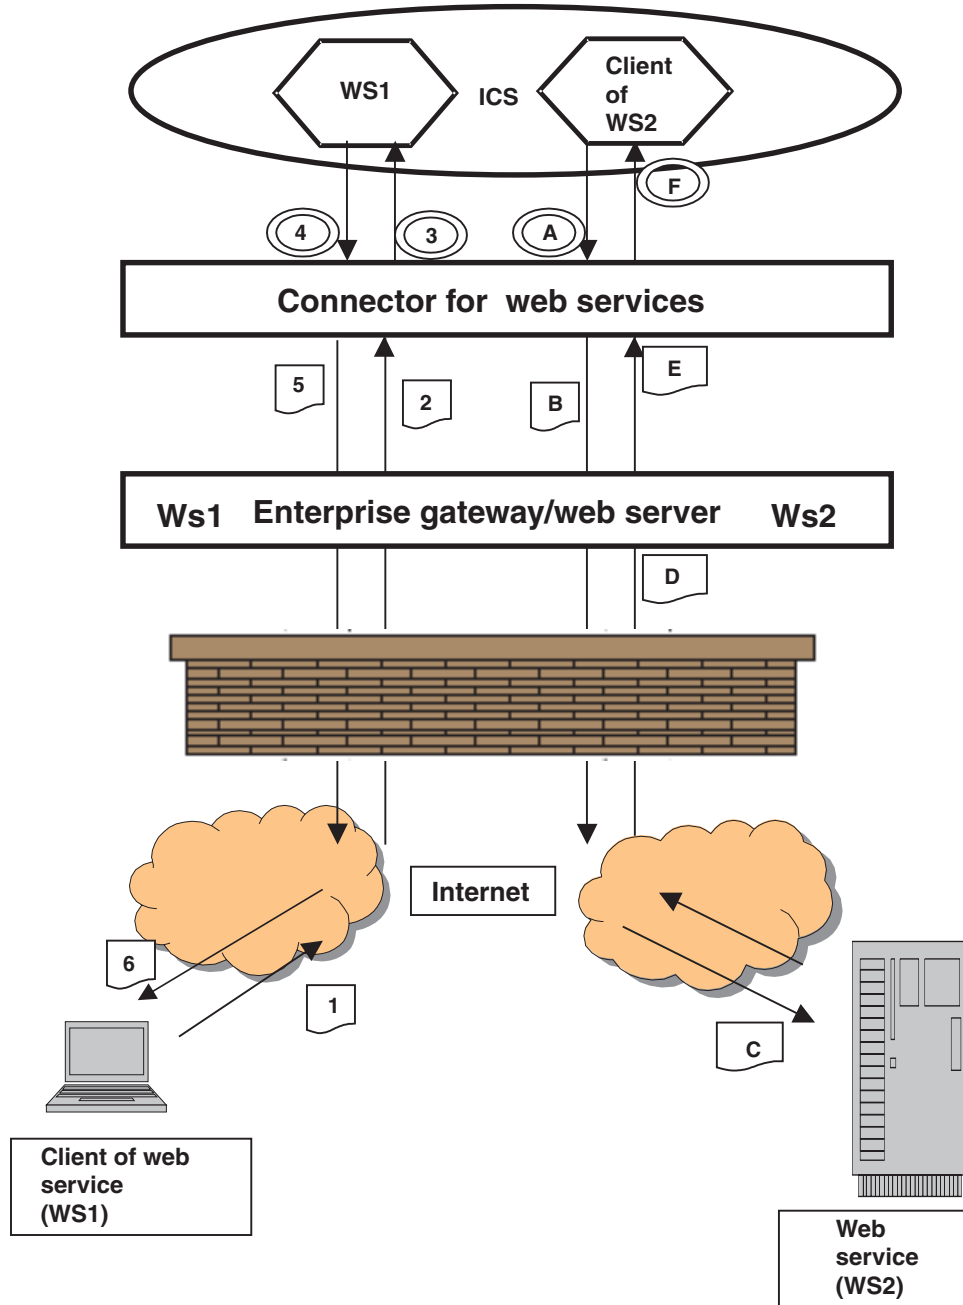 WS1
ICS
Client
of
WS2
F
4
3
A
Connector for web services
5
2
B
E
Ws1
Enterprise gateway/web server
Ws2
D
Internet
6
1
C
Client of web
service
(WS1)
Web
service
(WS2)